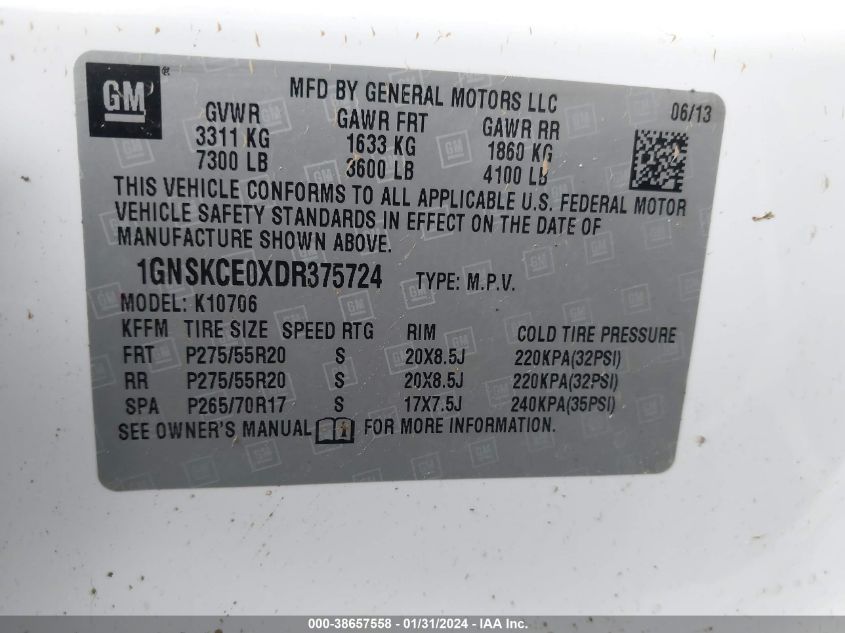 GM ®
MFD BY GENERAL MOTORS LLC
06/13
GVWR GAWR FRT GAWR RR
3311 KG 1633 KG 1860 KG
7300 LB 3600 LB 4100 LB
THIS VEHICLE CONFORMS TO ALL APPLICABLE U.S. FEDERAL MOTOR
VEHICLE SAFETY STANDARDS IN EFFECT ON THE DATE OF
MANUFACTURE SHOWN ABOVE.
1GNSKCE0XDR375724 TYPE: M.P.V.
MODEL: K10706
KFFM TIRE SIZE SPEED RTG RIM COLD TIRE PRESSURE
FRT P275/55R20 S 20X8.5J 220KPA(32PSI)
RR P275/55R20 S 20X8.5J 220KPA(32PSI)
SPA P265/70R17 S 17X7.5J 240KPA(35PSI)
SEE OWNER'S MANUAL FOR MORE INFORMATION.
000-38657558 - 01/31/2024 - IAA Inc.